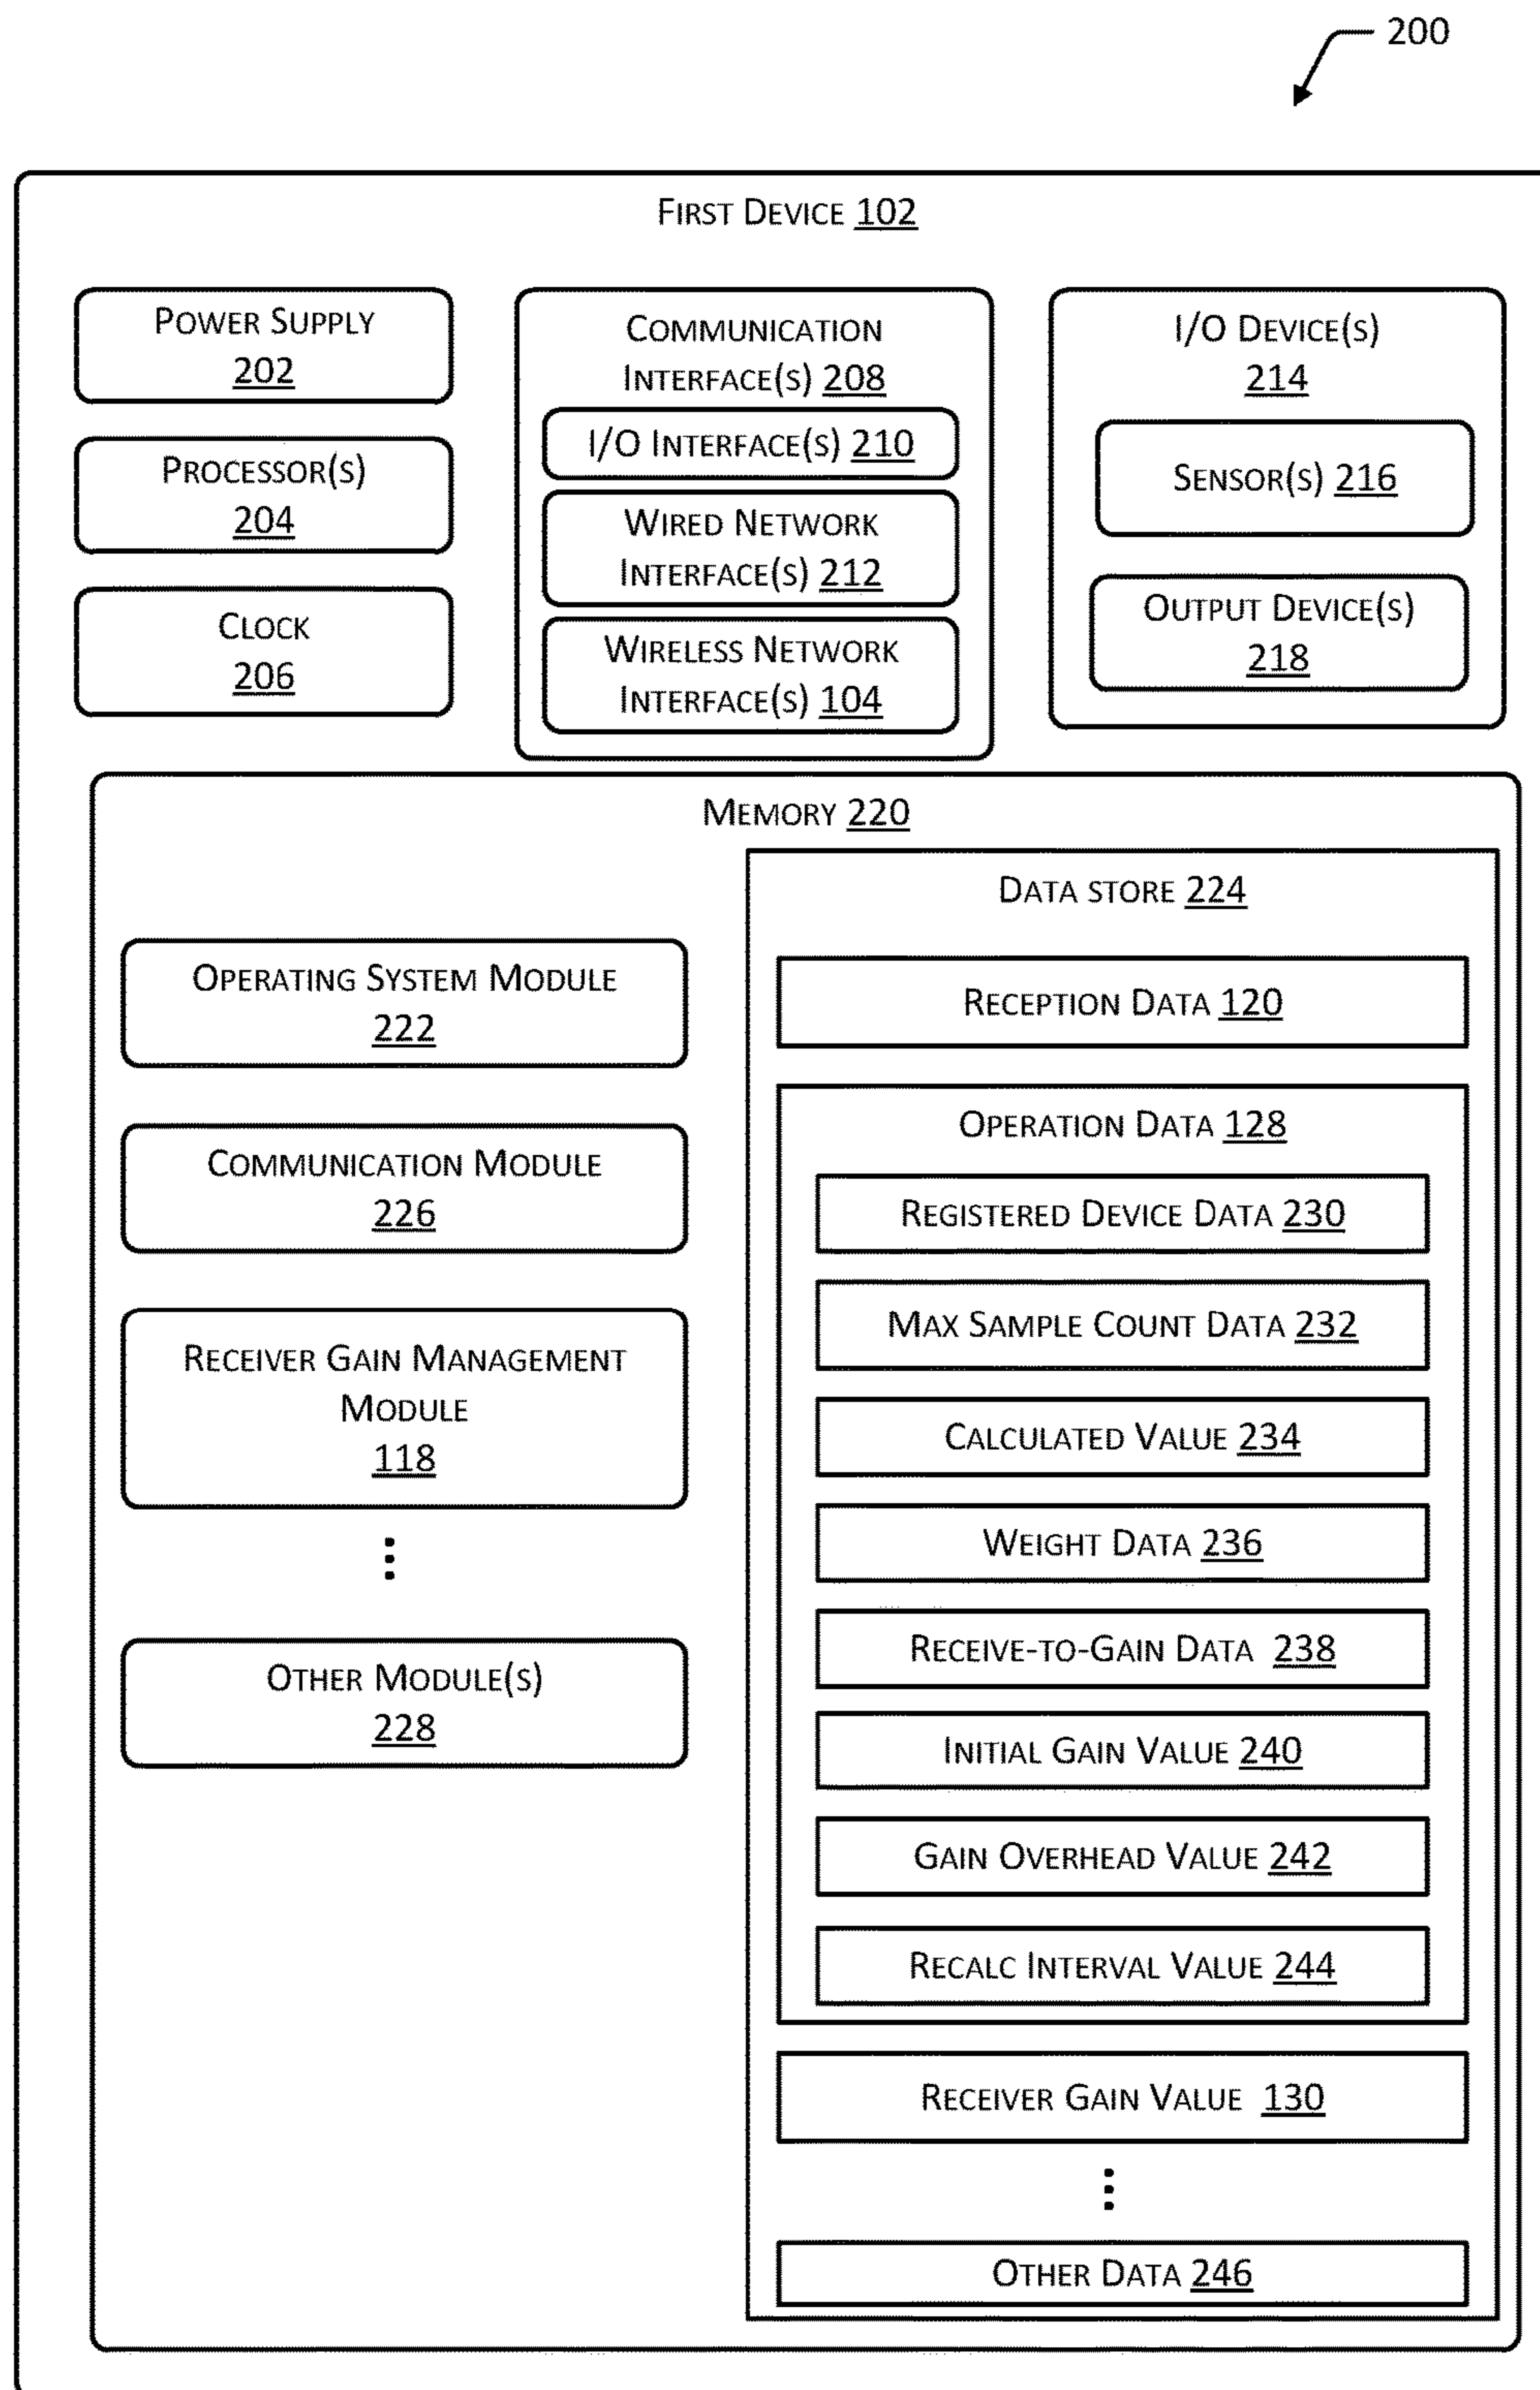 200
FIRST DEVICE 102
POWER SUPPLY
202
PROCESSOR(S)
204
CLOCK
206
COMMUNICATION
INTERFACE(S) 208
I/O INTERFACE(S) 210
WIRED NETWORK
INTERFACE(S) 212
WIRELESS NETWORK
INTERFACE(S) 104
I/O DEVICE(S)
214
SENSOR(S) 216
OUTPUT DEVICE(S)
218
MEMORY 220
OPERATING SYSTEM MODULE
222
COMMUNICATION MODULE
226
RECEIVER GAIN MANAGEMENT
MODULE
118
OTHER MODULE(S)
228
DATA STORE 224
RECEPTION DATA 120
OPERATION DATA 128
REGISTERED DEVICE DATA 230
MAX SAMPLE COUNT DATA 232
CALCULATED VALUE 234
WEIGHT DATA 236
RECEIVE-TO-GAIN DATA 238
INITIAL GAIN VALUE 240
GAIN OVERHEAD VALUE 242
RECALC INTERVAL VALUE 244
RECEIVER GAIN VALUE 130
OTHER DATA 246